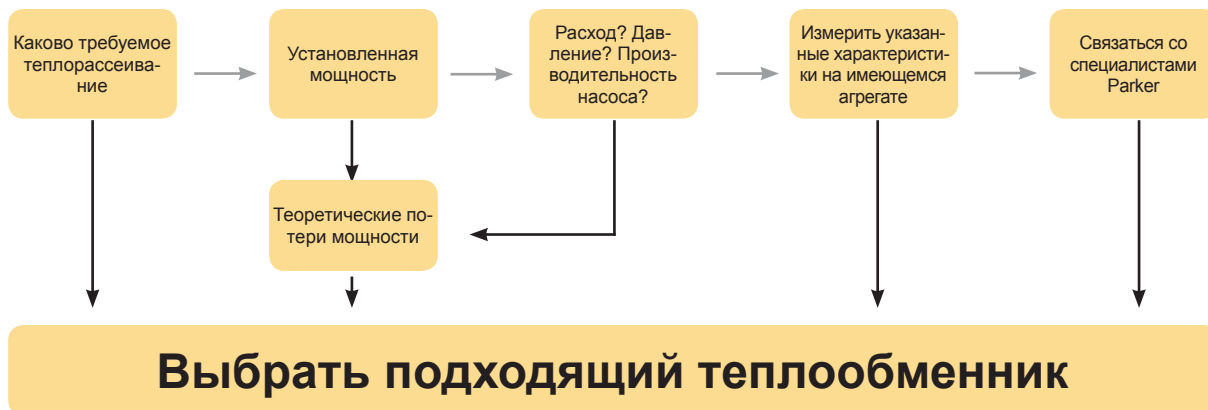 Каково требуемое
теплорассеива-
ние
Установленная
мощность
Расход? Дав-
ление? Произ-
водительность
насоса?
Измерить указан-
ные характеристи-
ки на имеющемся
агрегате
Связаться со
специалистами
Parker
Теоретические по-
тери мощности
Выбрать подходящий теплообменник